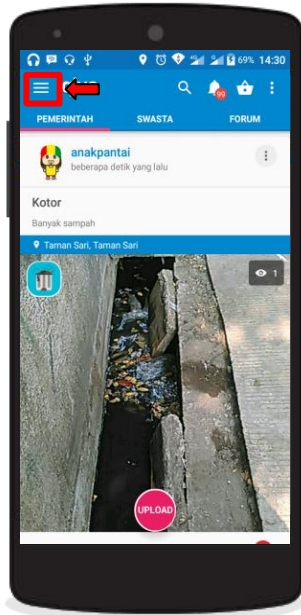 69% 14:30
99
PEMERINTAH SWASTA FORUM
anakpantai
beberapa detik yang lalu
Kotor
Banyak sampah
Taman Sari, Taman Sari
1
UPLOAD